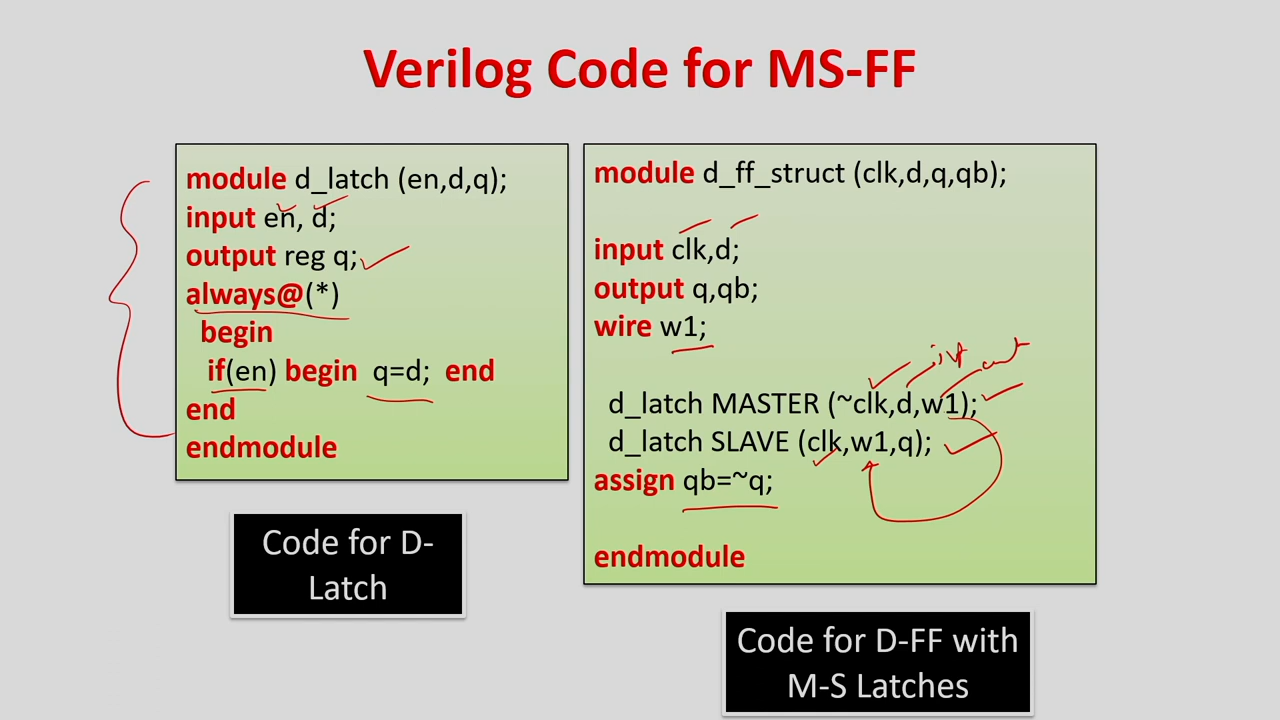 Verilog Code for MS-FF
module d_latch (en,d,q);
input en, d;
output reg q;
always@(*)
begin
if(en) begin q=d; end
end
endmodule
Code for D-
Latch
module d_ff_struct (clk,d,q,qb);
input clk,d;
output q,qb;
wire w1;
d_latch MASTER (~clk,d,w1);
d_latch SLAVE (clk,w1,q);
assign qb=~q;
endmodule
Code for D-FF with
M-S Latches